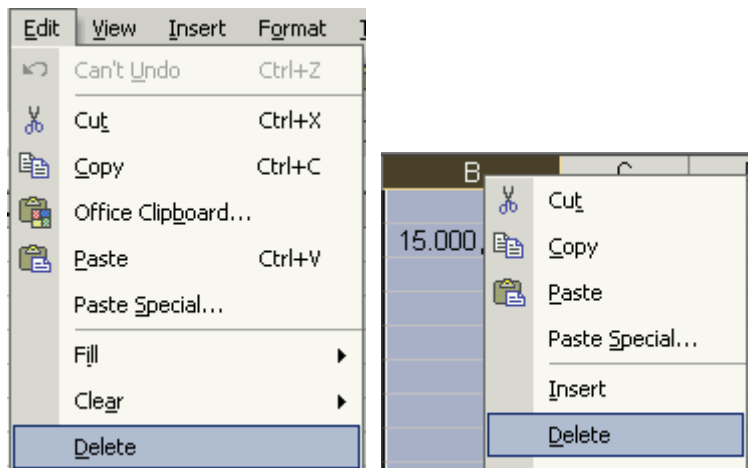 Edit View Insert Format
Can't Undo Ctrl+Z
Cut Ctrl+X
Copy Ctrl+C
Office Clipboard...
Paste Ctrl+V
Paste Special...
Fill
Clear
Delete
B
15.000,
Cut
Copy
Paste
Paste Special...
Insert
Delete